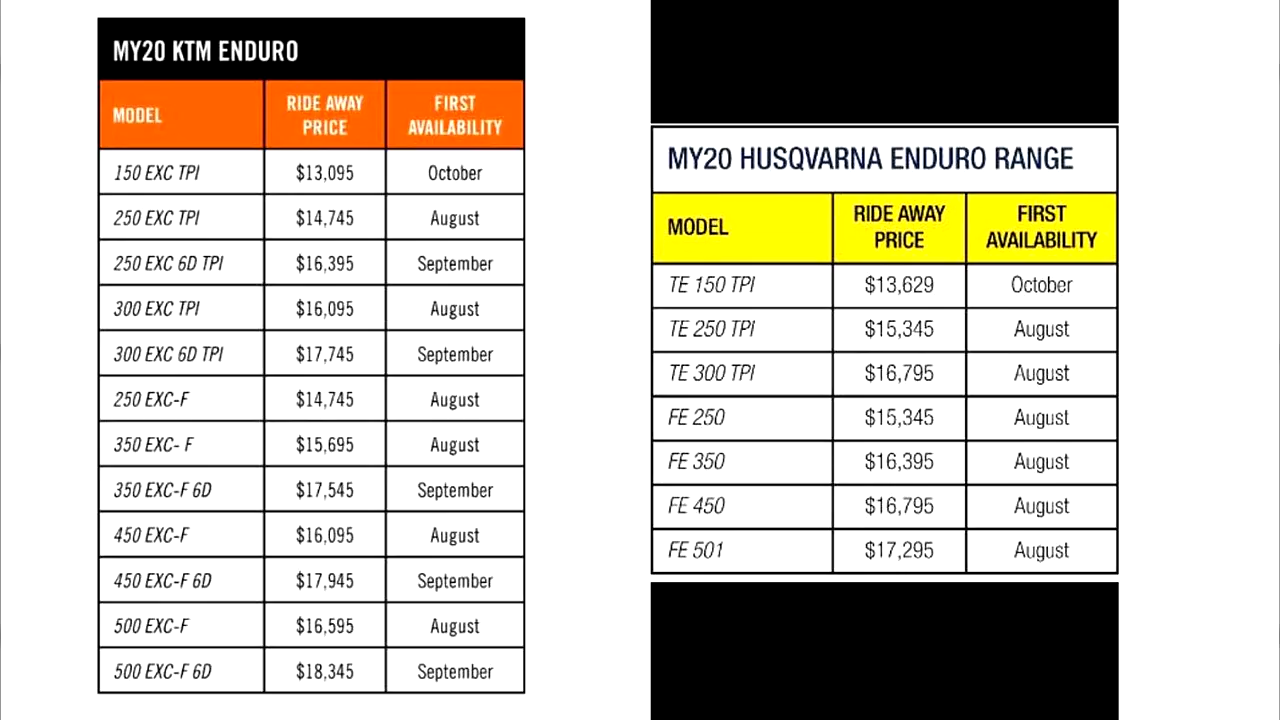 MY20 KTM ENDURO
MODEL RIDE AWAY PRICE FIRST AVAILABILITY
150 EXC TPI $13,095 October
250 EXC TPI $14,745 August
250 EXC 6D TPI $16,395 September
300 EXC TPI $16,095 August
300 EXC 6D TPI $17,745 September
250 EXC-F $14,745 August
350 EXC- F $15,695 August
350 EXC-F 6D $17,545 September
450 EXC-F $16,095 August
450 EXC-F 6D $17,945 September
500 EXC-F $16,595 August
500 EXC-F 6D $18,345 September
MY20 HUSQVARNA ENDURO RANGE
MODEL RIDE AWAY PRICE FIRST AVAILABILITY
TE 150 TPI $13,629 October
TE 250 TPI $15,345 August
TE 300 TPI $16,795 August
FE 250 $15,345 August
FE 350 $16,395 August
FE 450 $16,795 August
FE 501 $17,295 August